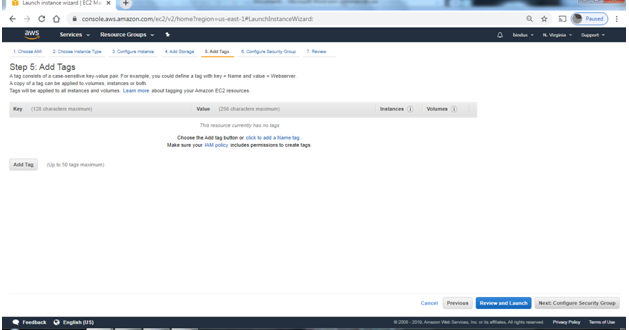 Launch instance wizard | EC2 M
console.aws.amazon.com/ec2/v2/home?region=us-east-1#LaunchInstanceWizard:
Paused
aws Services Resource Groups N. Virginia Support
1. Choose AMI 2. Choose Instance Type 3. Configure Instance 4. Add Storage 5. Add Tags 6. Configure Security Group 7. Review
Step 5: Add Tags
A tag consists of a case-sensitive key-value pair. For example, you could define a tag with key = Name and value = Webserver.
A copy of a tag can be applied to volumes, instances or both.
Tags will be applied to all instances and volumes. Learn more about tagging your Amazon EC2 resources.
Key (128 characters maximum) Value (256 characters maximum) Instances Volumes
This resource currently has no tags
Choose the Add tag button or click to add a Name tag.
Make sure your IAM policy includes permissions to create tags.
Add Tag (Up to 50 tags maximum)
Cancel Previous Review and Launch Next: Configure Security Group
Feedback English (US) Amazon Web Services, Inc. or its affiliates. All rights reserved. Privacy Policy Terms of Use